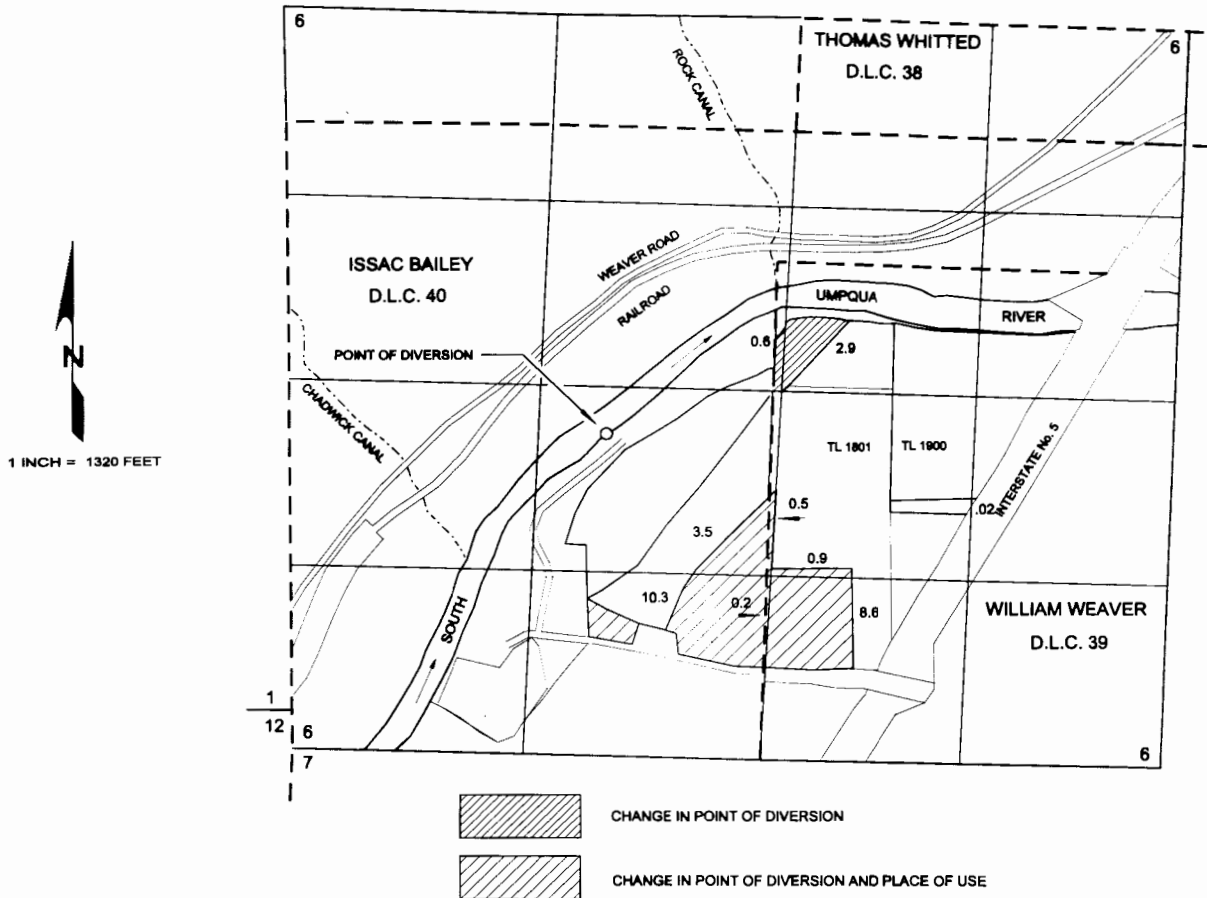 6
THOMAS WHITTED
D.L.C. 38
6
ROCK CANAL
ISSAC BAILEY
D.L.C. 40
WEAVER ROAD
RAILROAD
UMPQUA
RIVER
N
POINT OF DIVERSION
0.6
2.9
CHADWICK CANAL
1 INCH = 1320 FEET
TL 1801
TL 1900
INTERSTATE No. 5
.02
0.5
3.5
0.9
10.3
0.2
8.6
WILLIAM WEAVER
D.L.C. 39
SOUTH
1
12
6
7
6
CHANGE IN POINT OF DIVERSION
CHANGE IN POINT OF DIVERSION AND PLACE OF USE